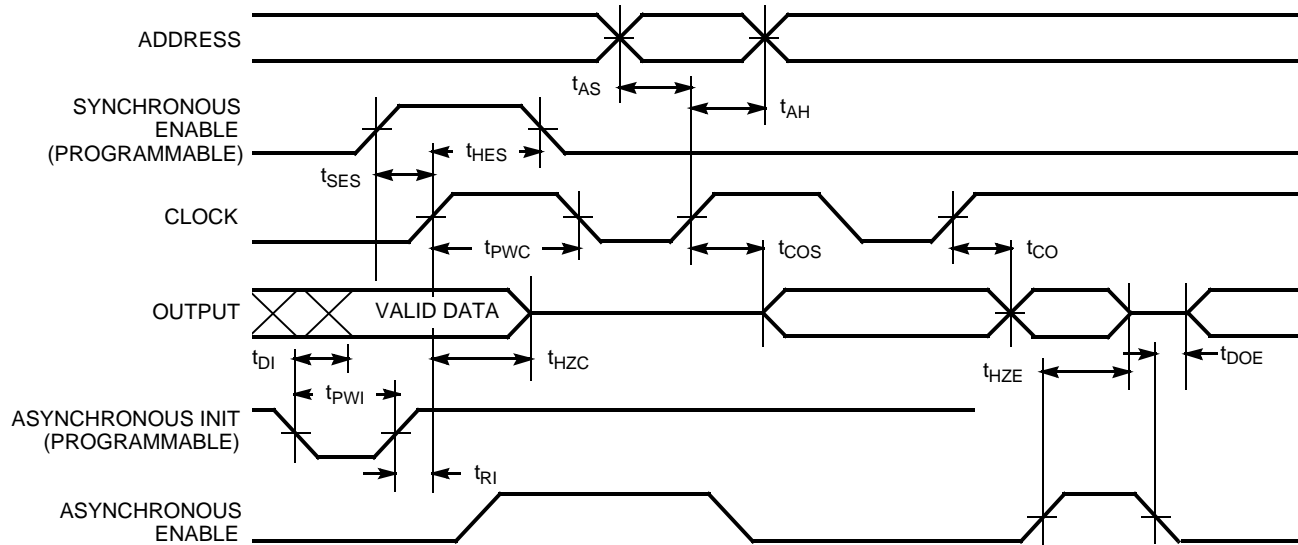 ADDRESS
tAS
tAH
SYNCHRONOUS
ENABLE
(PROGRAMMABLE)
tHES
tSES
CLOCK
tPWC
tCOS
tCO
OUTPUT
VALID DATA
tDI
tHZC
tHZE
tDOE
tPWI
ASYNCHRONOUS INIT
(PROGRAMMABLE)
tRI
ASYNCHRONOUS
ENABLE